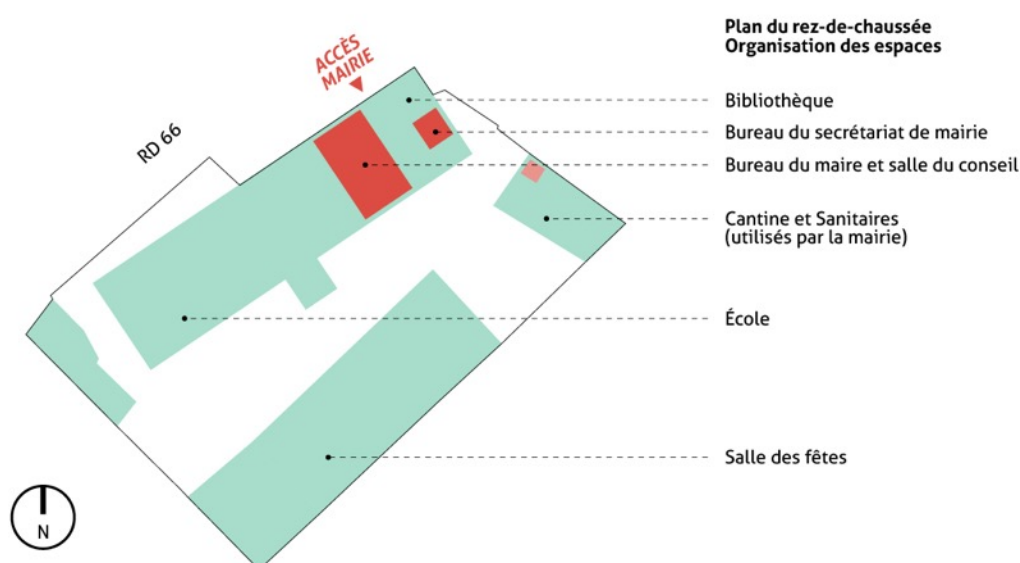 Plan du rez-de-chaussée
Organisation des espaces
ACCÈS
MAIRIE
RD 66
Bibliothèque
Bureau du secrétariat de mairie
Bureau du maire et salle du conseil
Cantine et Sanitaires
(utilisés par la mairie)
École
Salle des fêtes
N